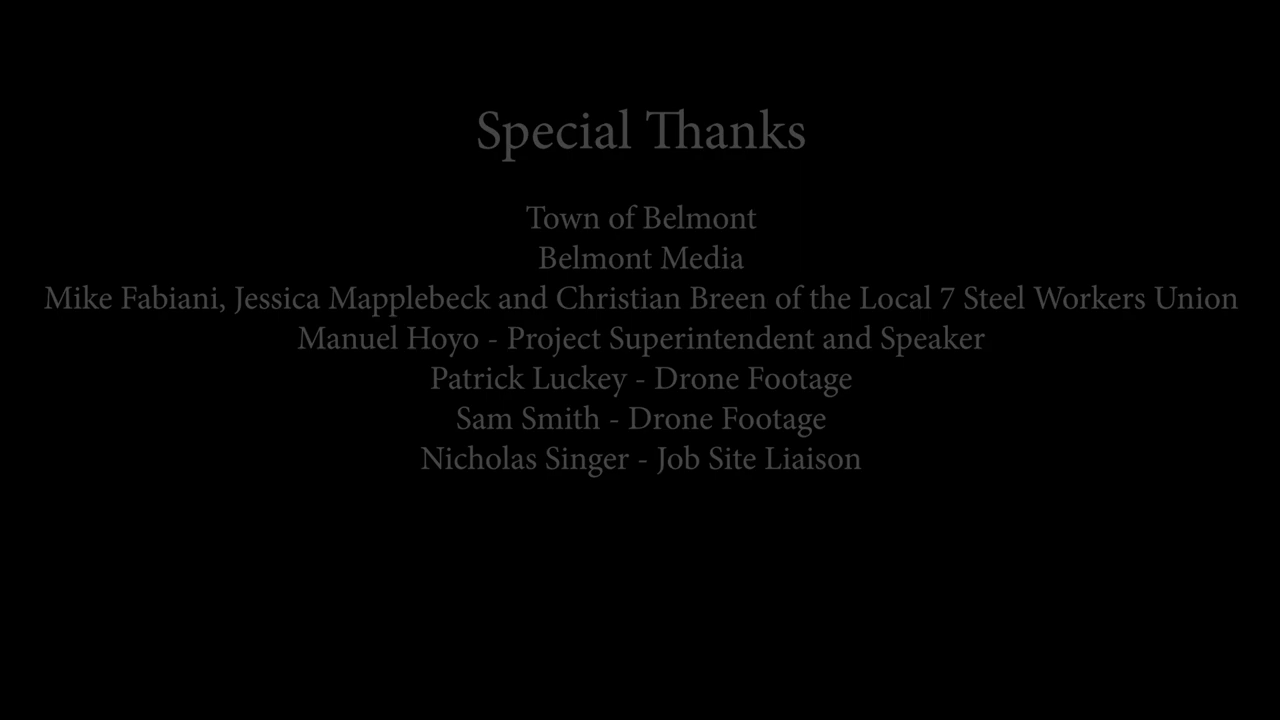 Special Thanks
Town of Belmont
Belmont Media
Mike Fabiani, Jessica Mapplebeck and Christian Breen of the Local 7 Steel Workers Union
Manuel Hoyo - Project Superintendent and Speaker
Patrick Luckey - Drone Footage
Sam Smith - Drone Footage
Nicholas Singer - Job Site Liaison